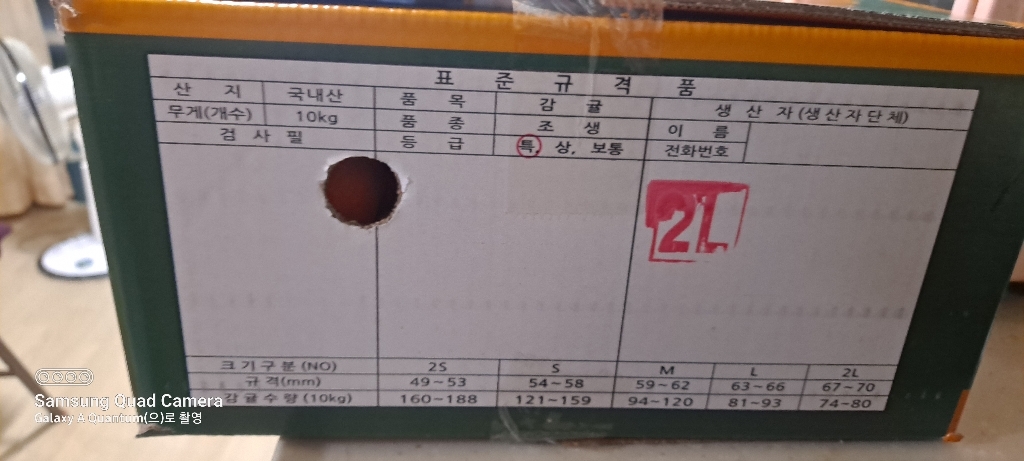 표 준 규 격 품
산 지 국내산 품 목 감 귤 생 산 자 (생 산 자 단 체)
무게(개수) 10kg 품 종 조 생 이 름
검 사 필 등 급 특, 상, 보통 전화번호
2L
크 기 구 분 (NO) 2S S M L 2L
규 격(mm) 49~53 54~58 59~62 63~66 67~70
감 귤 수 량 (10kg) 160~188 121~159 94~120 81~93 74~80
Samsung Quad Camera
Galaxy A Quantum(으)로 촬영